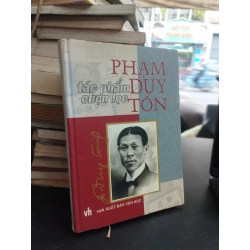 PHẠM
DUY
TỐN
tác phẩm
chọn lọc
vh
NHÀ XUẤT BẢN VĂN HỌC